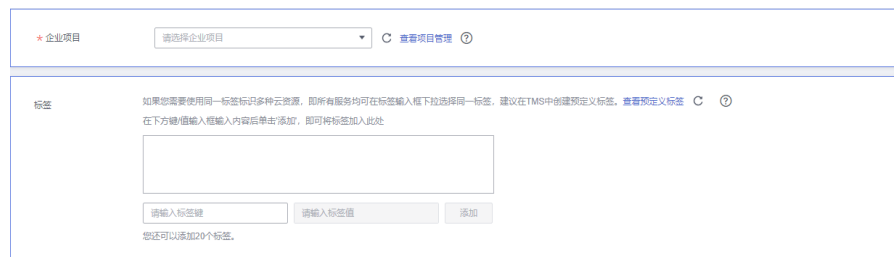 * 企业项目 请选择企业项目 查看项目管理 ?
标签 如果您需要使用同一标签标识多种云资源，即所有服务均可在标签输入框下拉选择同一标签，建议在TMS中创建预定义标签。查看预定义标签 ?
在下方键/值输入框输入内容后单击'添加'，即可将标签加入此处
请输入标签键 请输入标签值 添加
您还可以添加20个标签。